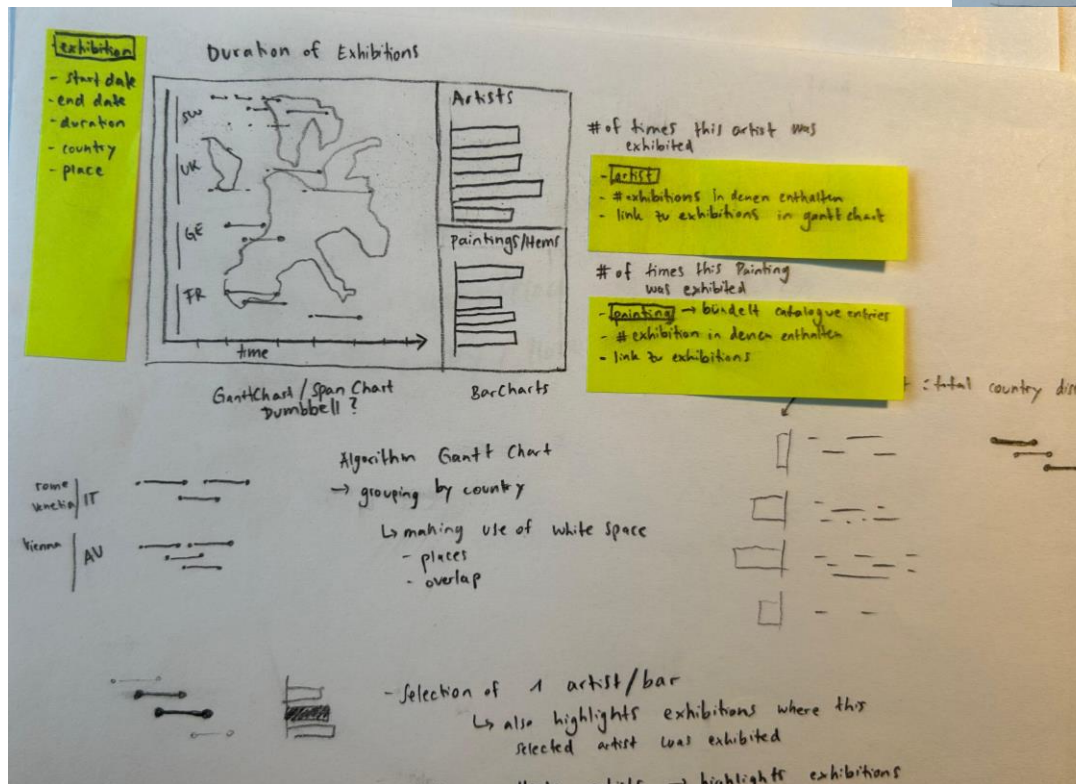 exhibition
- start date
- end date
- duration
- country
- place
Duration of Exhibitions
SW
UK
GE
FR
time
Artists
Paintings/Items
GanttChart / Span Chart
Dumbbell ?
BarCharts
# of times this artist was
exhibited
- artist
- # exhibitions in denen enthalten
- link zu exhibitions in ganttchart
# of times this Painting
was exhibited
- painting → bündelt catalogue entries
- # exhibition in denen enthalten
- link zu exhibitions
: total country
rome
venetia
IT
Vienna
AU
Algorithm Gantt Chart
→ grouping by country
↳ making use of white space
- places
- overlap
- Selection of 1 artist/bar
↳ also highlights exhibitions where this
selected artist was exhibited
→ highlights exhibitions